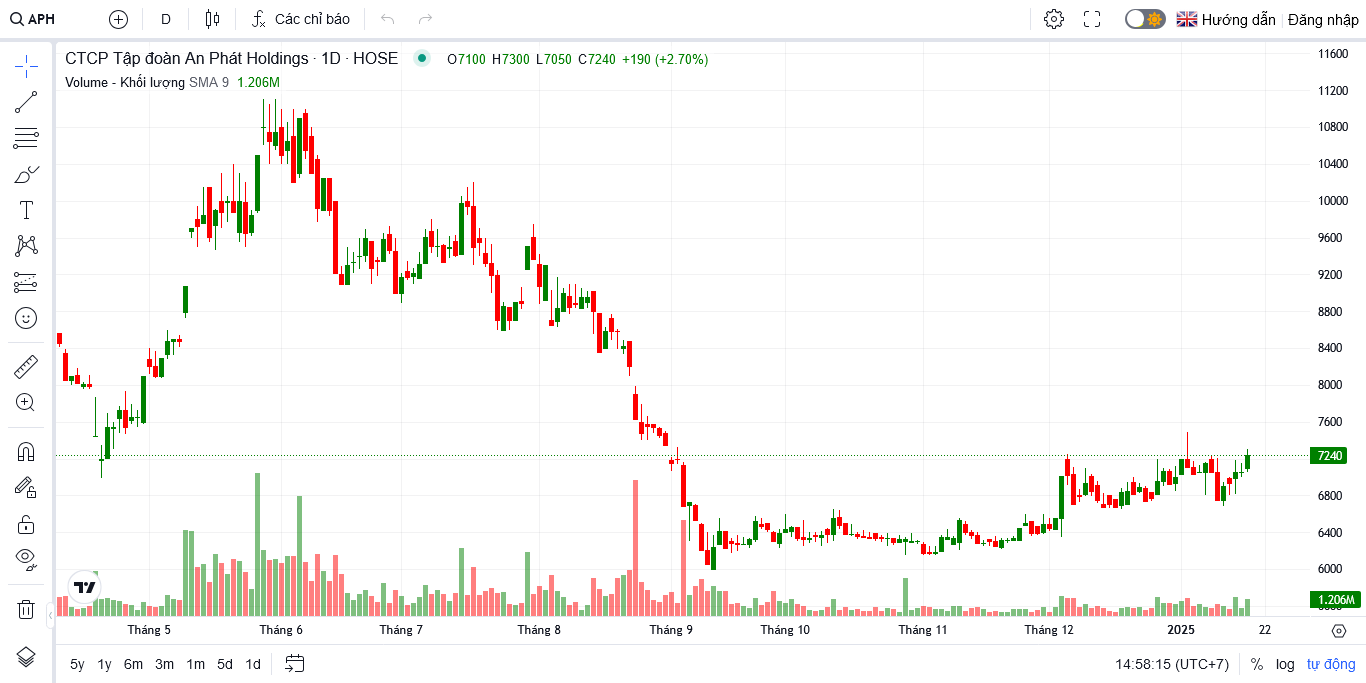 APH D Các chỉ báo Hướng dẫn Đăng nhập
CTCP Tập đoàn An Phát Holdings · 1D · HOSE O7100 H7300 L7050 C7240 +190 (+2.70%)
Volume - Khối lượng SMA 9 1.206M
11600
11200
10800
10400
10000
9600
9200
8800
8400
8000
7600
7240
6800
6400
6000
1.206M
Tháng 5 Tháng 6 Tháng 7 Tháng 8 Tháng 9 Tháng 10 Tháng 11 Tháng 12 2025 22
5y 1y 6m 3m 1m 5d 1d 14:58:15 (UTC+7) % log tự động